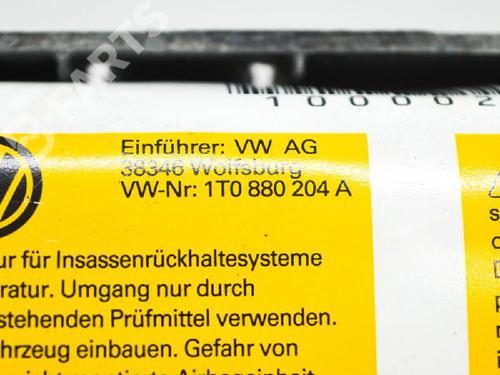 10000
Einführer: VW AG
38346 Wolfsburg
VW-Nr: 1T0 880 204 A
ur für Insassenrückhaltesysteme
ratur. Umgang nur durch
stehenden Prüfmittel verwenden.
hrzeug einbauen. Gefahr von